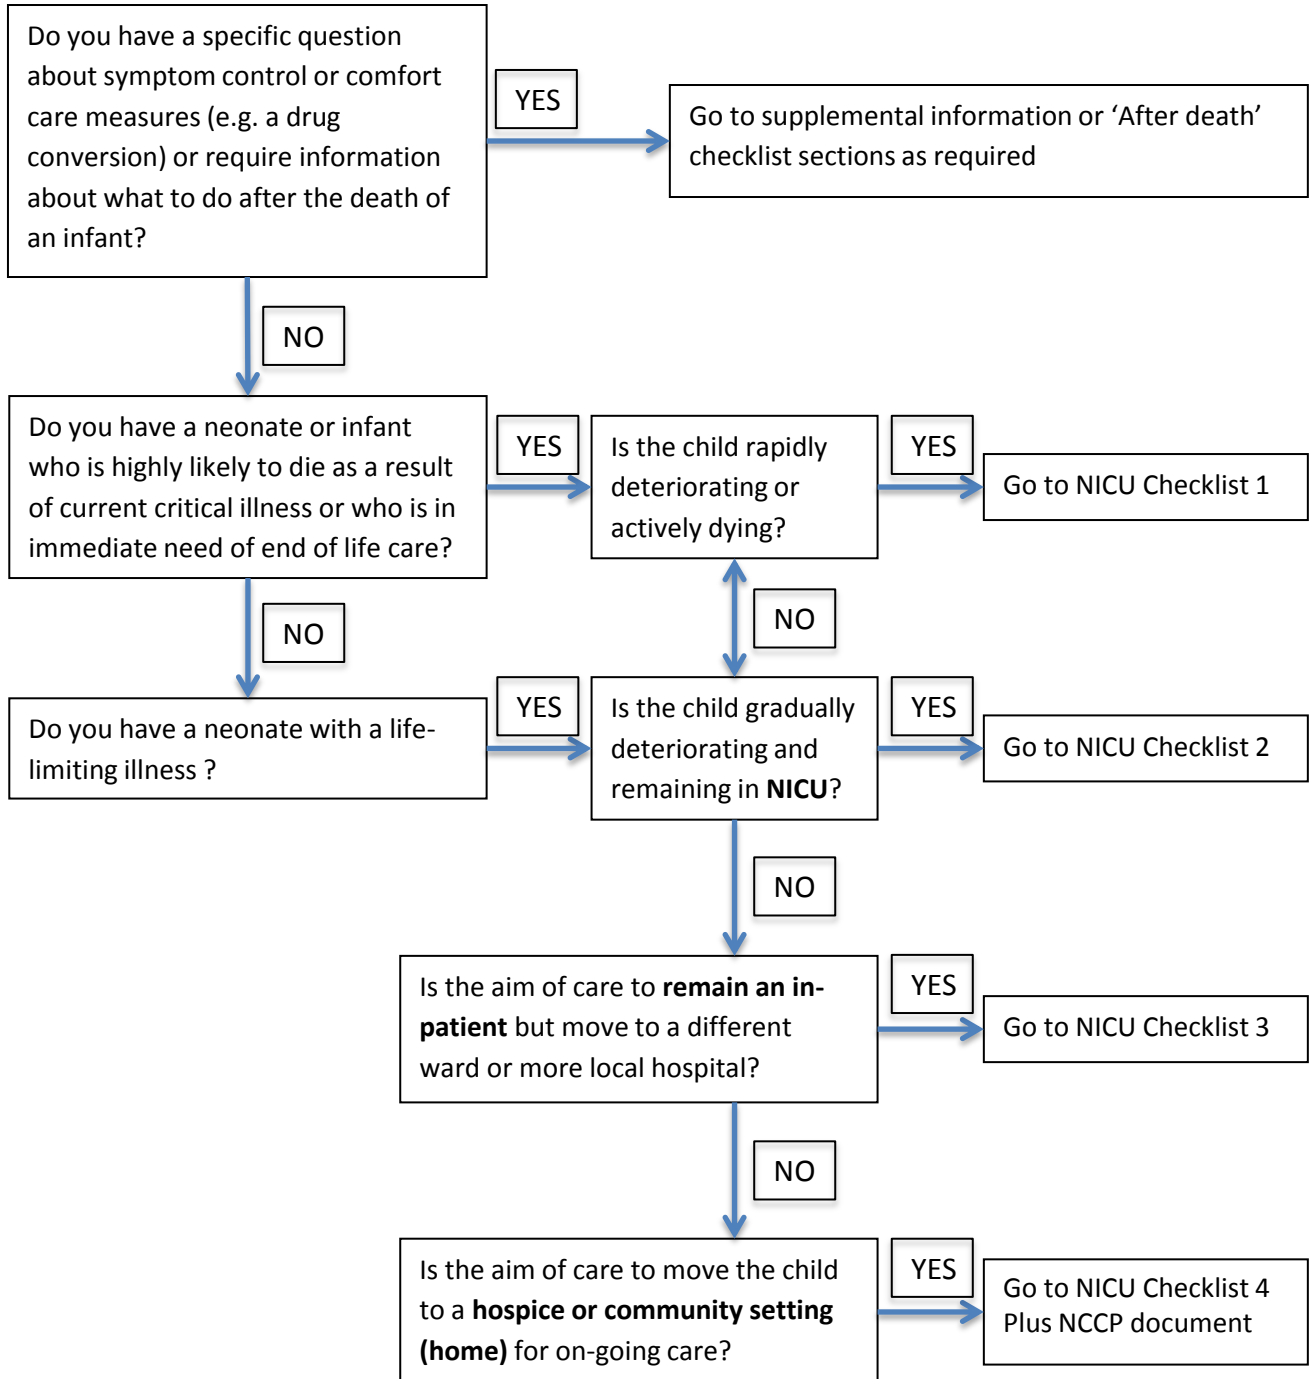 Do you have a specific question
about symptom control or comfort
care measures (e.g. a drug
conversion) or require information
about what to do after the death of
an infant?
YES
Go to supplemental information or ‘After death’
checklist sections as required
NO
Do you have a neonate or infant
who is highly likely to die as a result
of current critical illness or who is in
immediate need of end of life care?
YES
Is the child rapidly
deteriorating or
actively dying?
YES
Go to NICU Checklist 1
NO
NO
Do you have a neonate with a life-
limiting illness ?
YES
Is the child gradually
deteriorating and
remaining in NICU?
YES
Go to NICU Checklist 2
NO
Is the aim of care to remain an in-
patient but move to a different
ward or more local hospital?
YES
Go to NICU Checklist 3
NO
Is the aim of care to move the child
to a hospice or community setting
(home) for on-going care?
YES
Go to NICU Checklist 4
Plus NCCP document